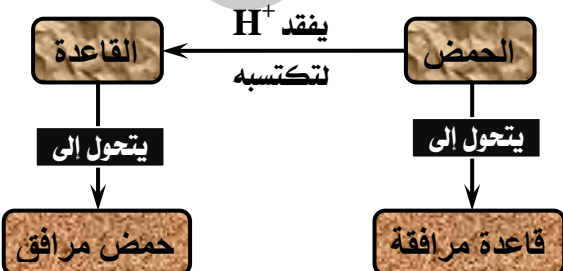 الحمض
يفقد H+
لتكتسبه
القاعدة
يتحول إلى
يتحول إلى
قاعدة مرافقة
حمض مرافق